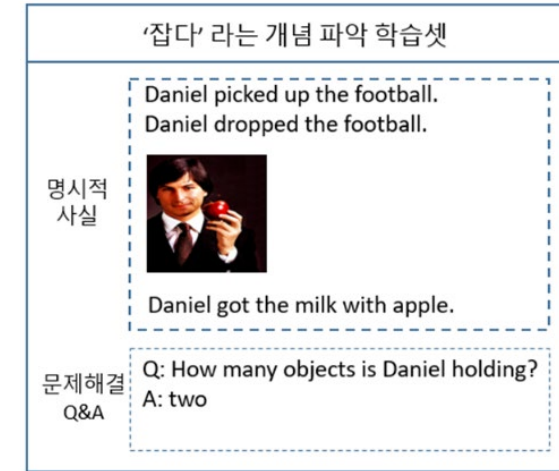 ‘잡다’ 라는 개념 파악 학습셋
명시적
사실
Daniel picked up the football.
Daniel dropped the football.
Daniel got the milk with apple.
문제해결
Q&A
Q: How many objects is Daniel holding?
A: two